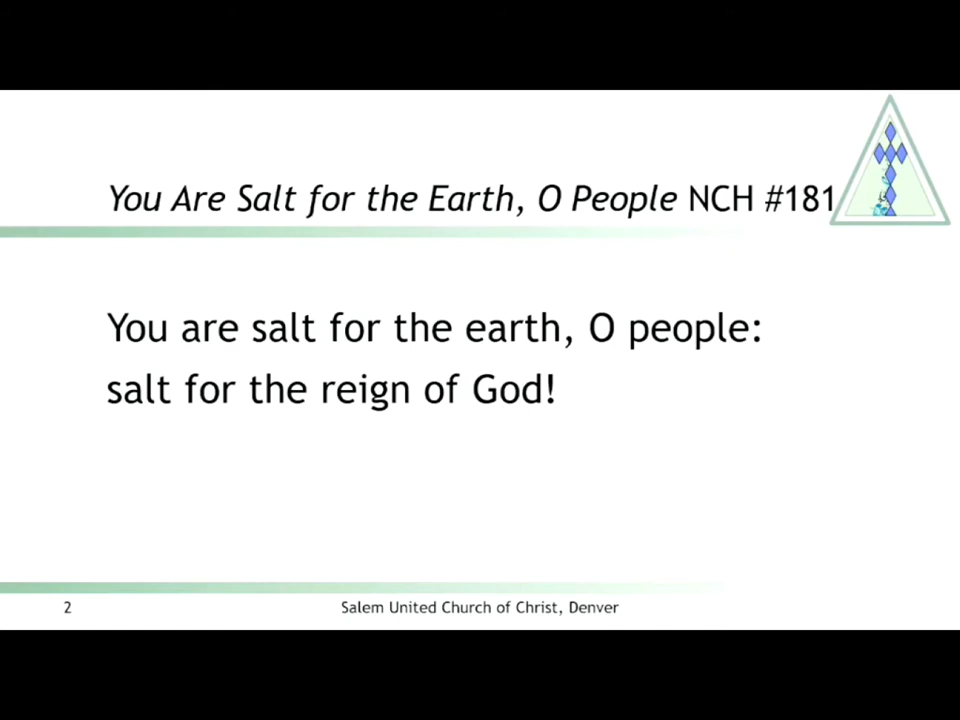 You Are Salt for the Earth, O People NCH #181
You are salt for the earth, O people:
salt for the reign of God!
2
Salem United Church of Christ, Denver